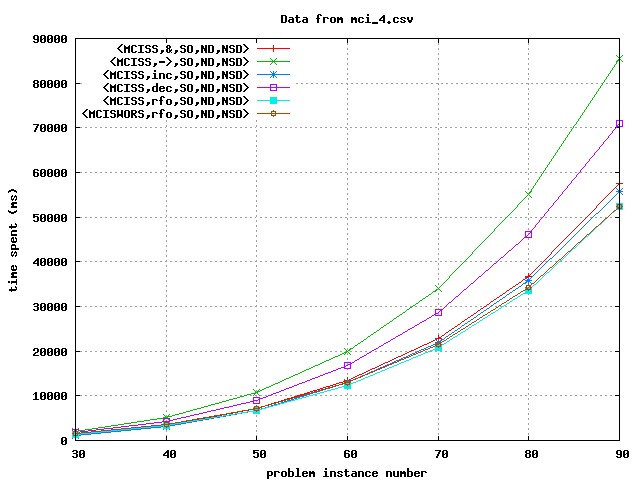 Data from mci_4.csv
<MCISS,&,SO,ND,NSD>
<MCISS,->,SO,ND,NSD>
<MCISS,inc,SO,ND,NSD>
<MCISS,dec,SO,ND,NSD>
<MCISS,rfo,SO,ND,NSD>
<MCISWORS,rfo,SO,ND,NSD>
90000
80000
70000
60000
50000
40000
30000
20000
10000
0
time spent (ms)
30 40 50 60 70 80 90
problem instance number